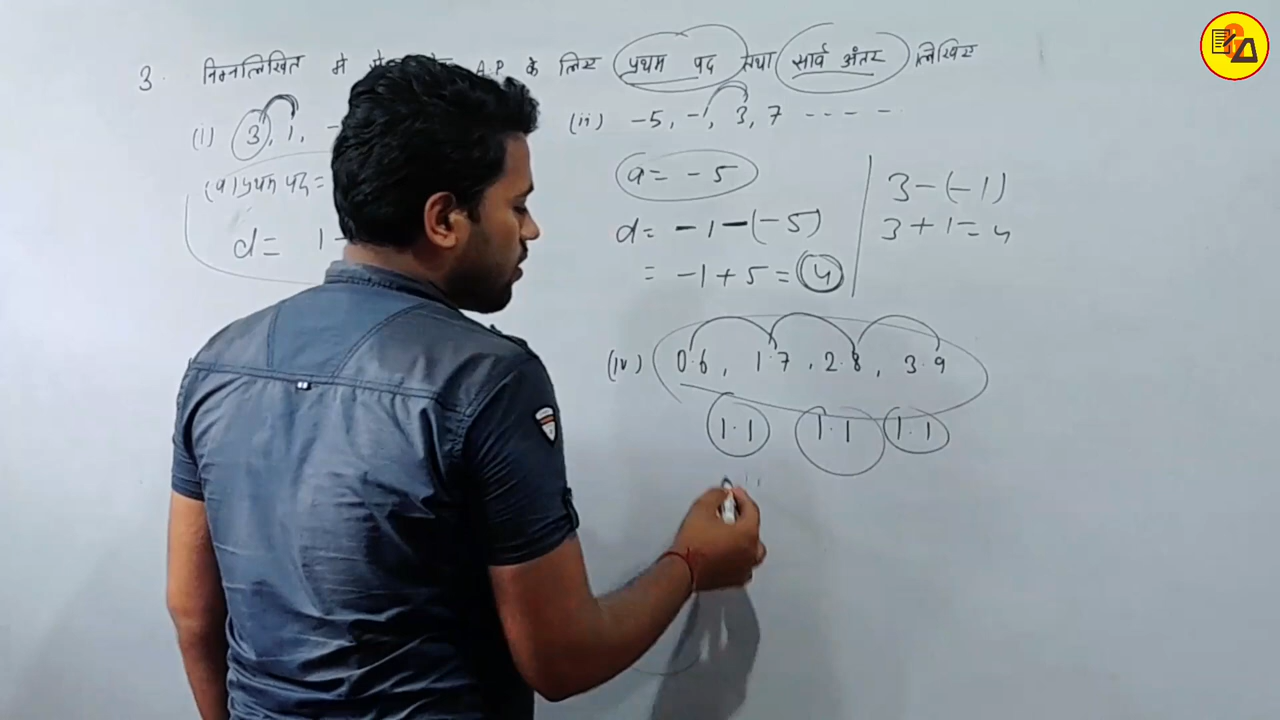 3. निम्नलिखित में A.P के लिए प्रथम पद तथा सार्व अंतर लिखिए
(i) 3, 1, -
(a) प्रथम पद =
d = 1 -
(ii) -5, -1, 3, 7 - - - -
a = -5
d = -1 - (-5)
= -1 + 5 = 4
3 - (-1)
3 + 1 = 4
(iv) 0.6, 1.7, 2.8, 3.9
1.1 1.1 1.1